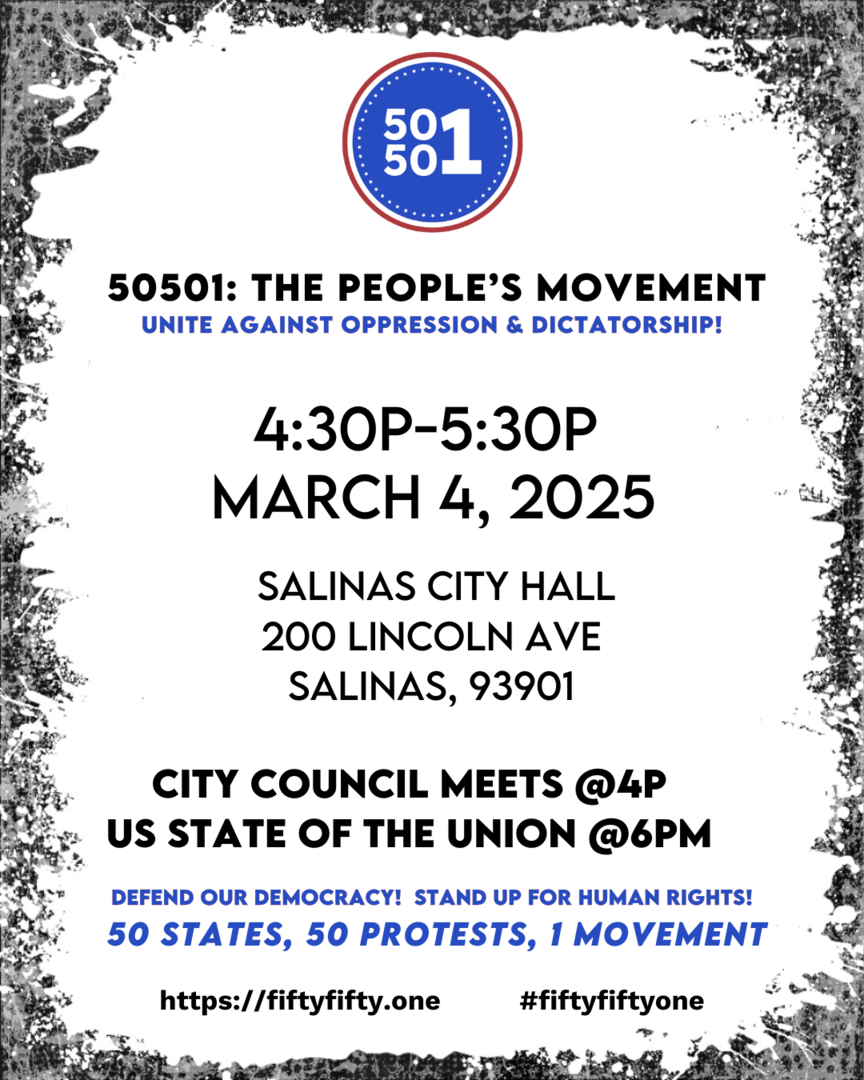 50
50
1
50501: THE PEOPLE'S MOVEMENT
UNITE AGAINST OPPRESSION & DICTATORSHIP!
4:30P-5:30P
MARCH 4, 2025
SALINAS CITY HALL
200 LINCOLN AVE
SALINAS, 93901
CITY COUNCIL MEETS @4P
US STATE OF THE UNION @6PM
DEFEND OUR DEMOCRACY! STAND UP FOR HUMAN RIGHTS!
50 STATES, 50 PROTESTS, 1 MOVEMENT
https://fiftyfifty.one #fiftyfiftyone